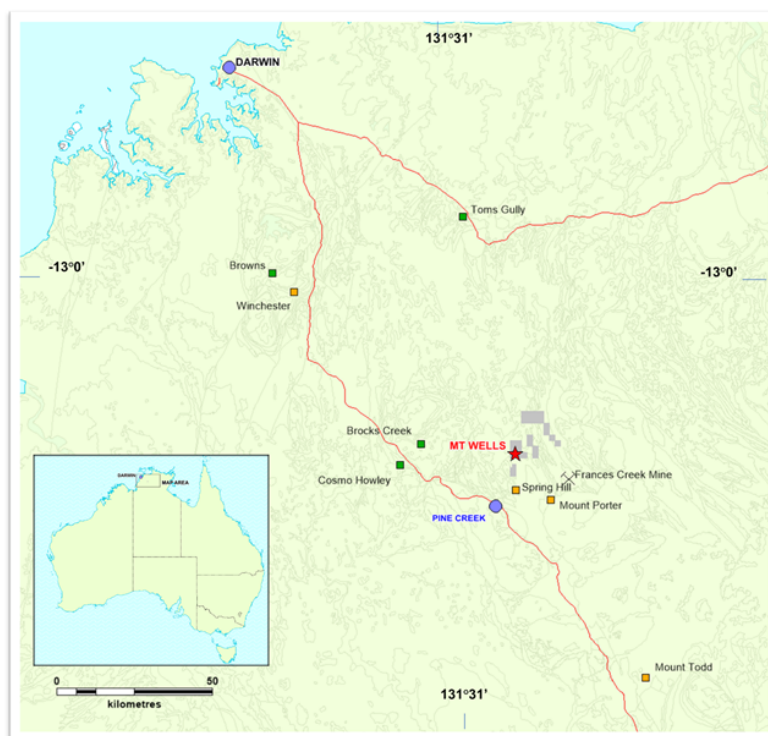 131°31'
DARWIN
Toms Gully
-13°0'
-13°0'
Browns
Winchester
Brocks Creek
MT WELLS
Cosmo Howley
Frances Creek Mine
Spring Hill
Mount Porter
PINE CREEK
DARWIN
MAP AREA
Mount Todd
0
50
kilometres
131°31'